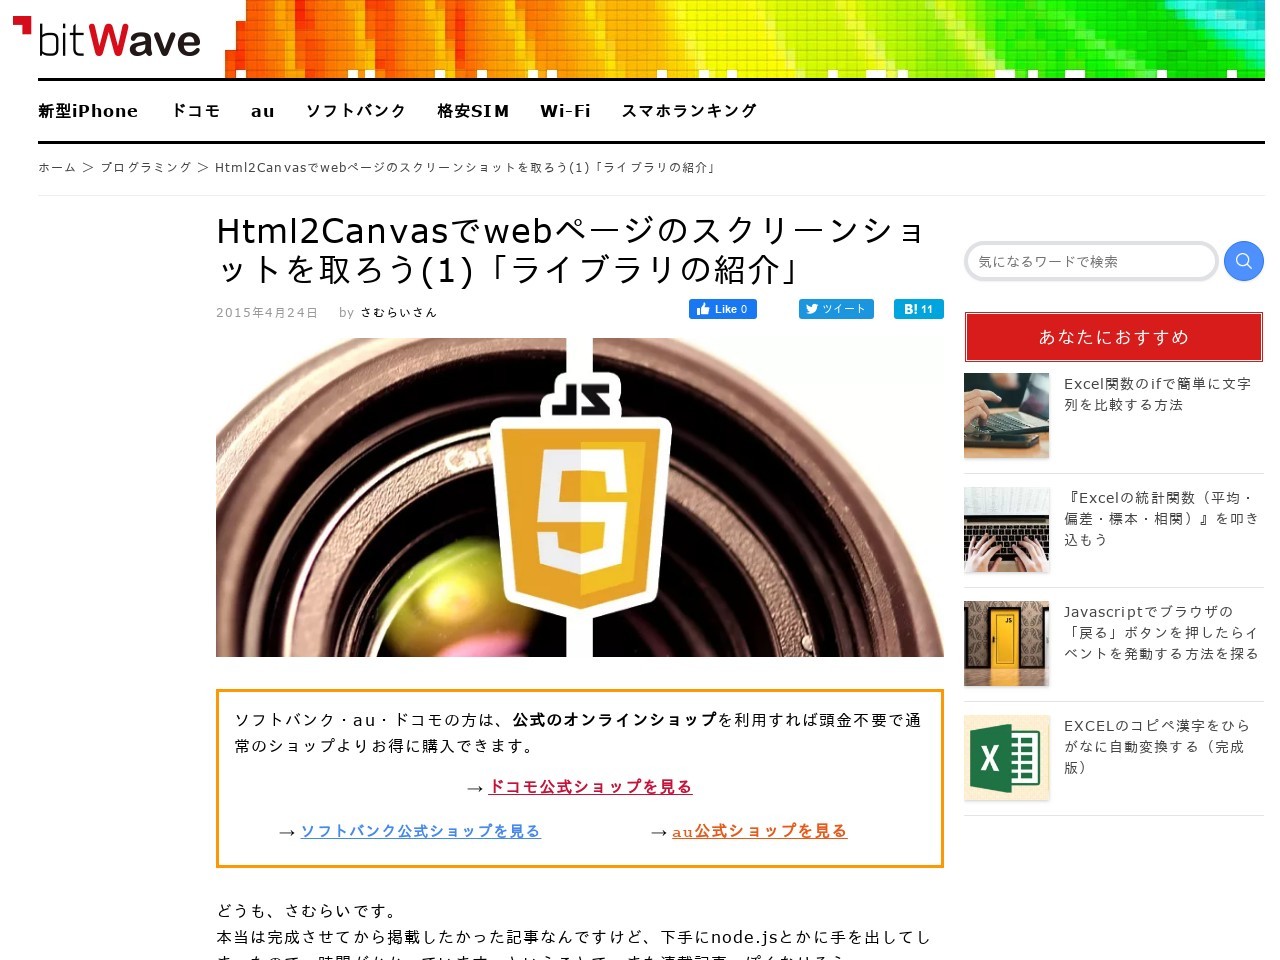 bitWave
新型iPhone ドコモ au ソフトバンク 格安SIM Wi-Fi スマホランキング
ホーム > プログラミング > Html2Canvasでwebページのスクリーンショットを取ろう(1)「ライブラリの紹介」
Html2Canvasでwebページのスクリーンショ
ットを取ろう(1)「ライブラリの紹介」
2015年4月24日 by さむらいさん
Like 0
ツイート
B! 11
JS
ソフトバンク・au・ドコモの方は、公式のオンラインショップを利用すれば頭金不要で通
常のショップよりお得に購入できます。
→ ドコモ公式ショップを見る
→ ソフトバンク公式ショップを見る → au公式ショップを見る
どうも、さむらいです。
本当は完成させてから掲載したかった記事なんですけど、下手にnode.jsとかに手を出してし
気になるワードで検索
あなたにおすすめ
Excel関数のifで簡単に文字
列を比較する方法
『Excelの統計関数（平均・
偏差・標本・相関）』を叩き
込もう
JS
Javascriptでブラウザの
「戻る」ボタンを押したらイ
ベントを発動する方法を探る
X
EXCELのコピペ漢字をひら
がなに自動変換する（完成
版）